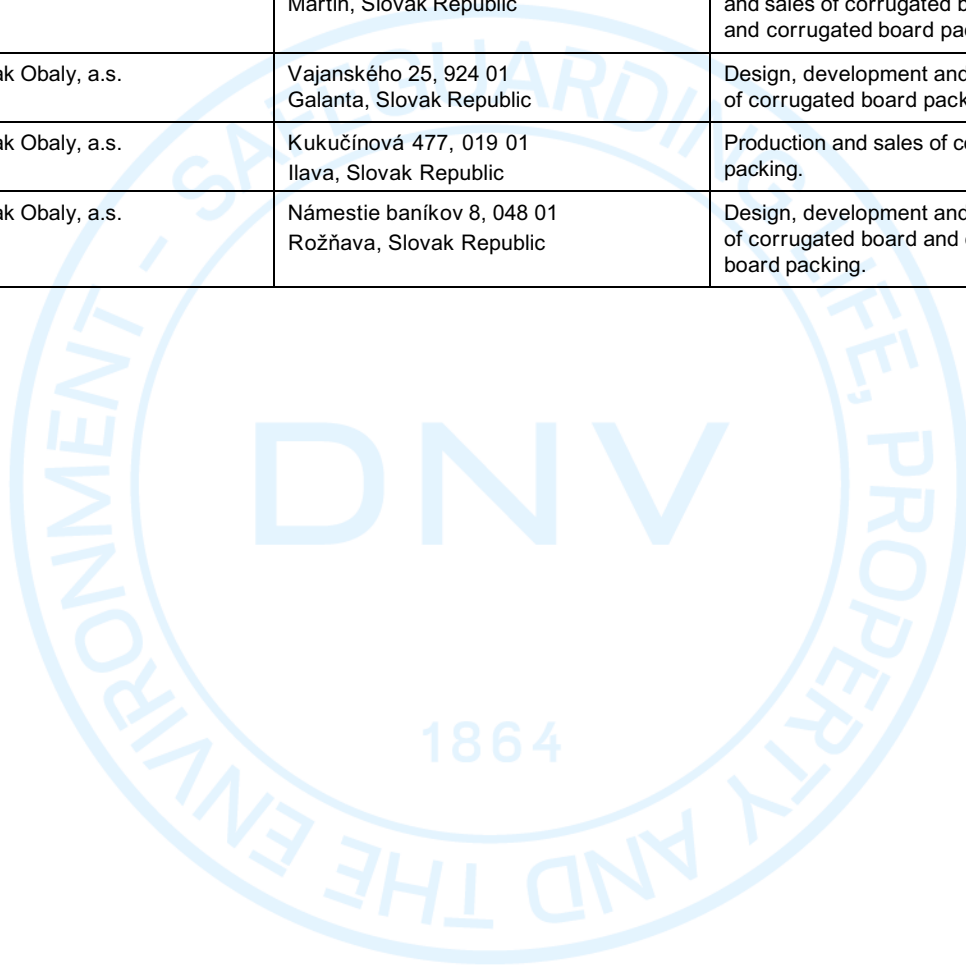 Martin, Slovak Republic
and sales of corrugated
and corrugated board
ak Obaly, a.s.
Vajanského 25, 924 01
Galanta, Slovak Republic
Design, development and
of corrugated board
ak Obaly, a.s.
Kukučínová 477, 019 01
Ilava, Slovak Republic
Production and sales of
packing.
ak Obaly, a.s.
Námestie baníkov 8, 048 01
Rožňava, Slovak Republic
Design, development and
of corrugated board and
board packing.
SAFEGUARDING LIFE, PROPERTY AND THE ENVIRONMENT –
DNV
1864